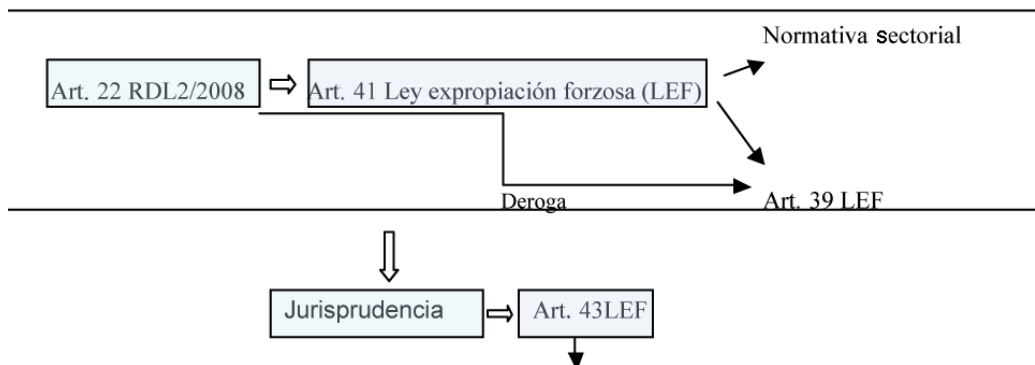 Normativa sectorial
Art. 22 RDL2/2008
Art. 41 Ley expropiación forzosa (LEF)
Deroga
Art. 39 LEF
Jurisprudencia
Art. 43LEF